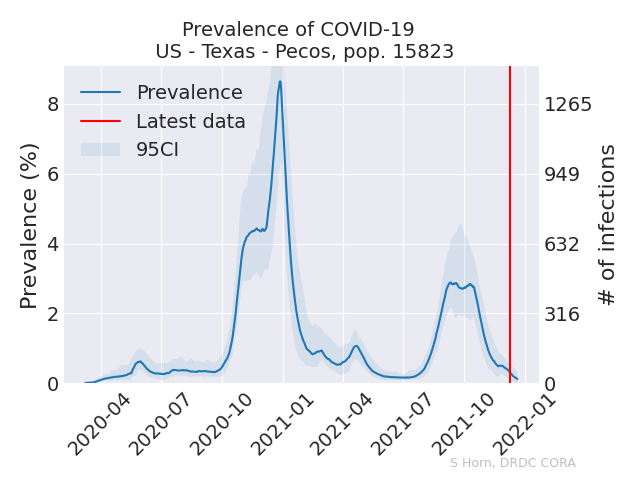 Prevalence of COVID-19
US - Texas - Pecos, pop. 15823
Prevalence
Latest data
95CI
Prevalence (%)
8
6
4
2
0
1265
949
632
316
0
# of infections
2020-04
2020-07
2020-10
2021-01
2021-04
2021-07
2021-10
2022-01
S Horn, DRDC CORA